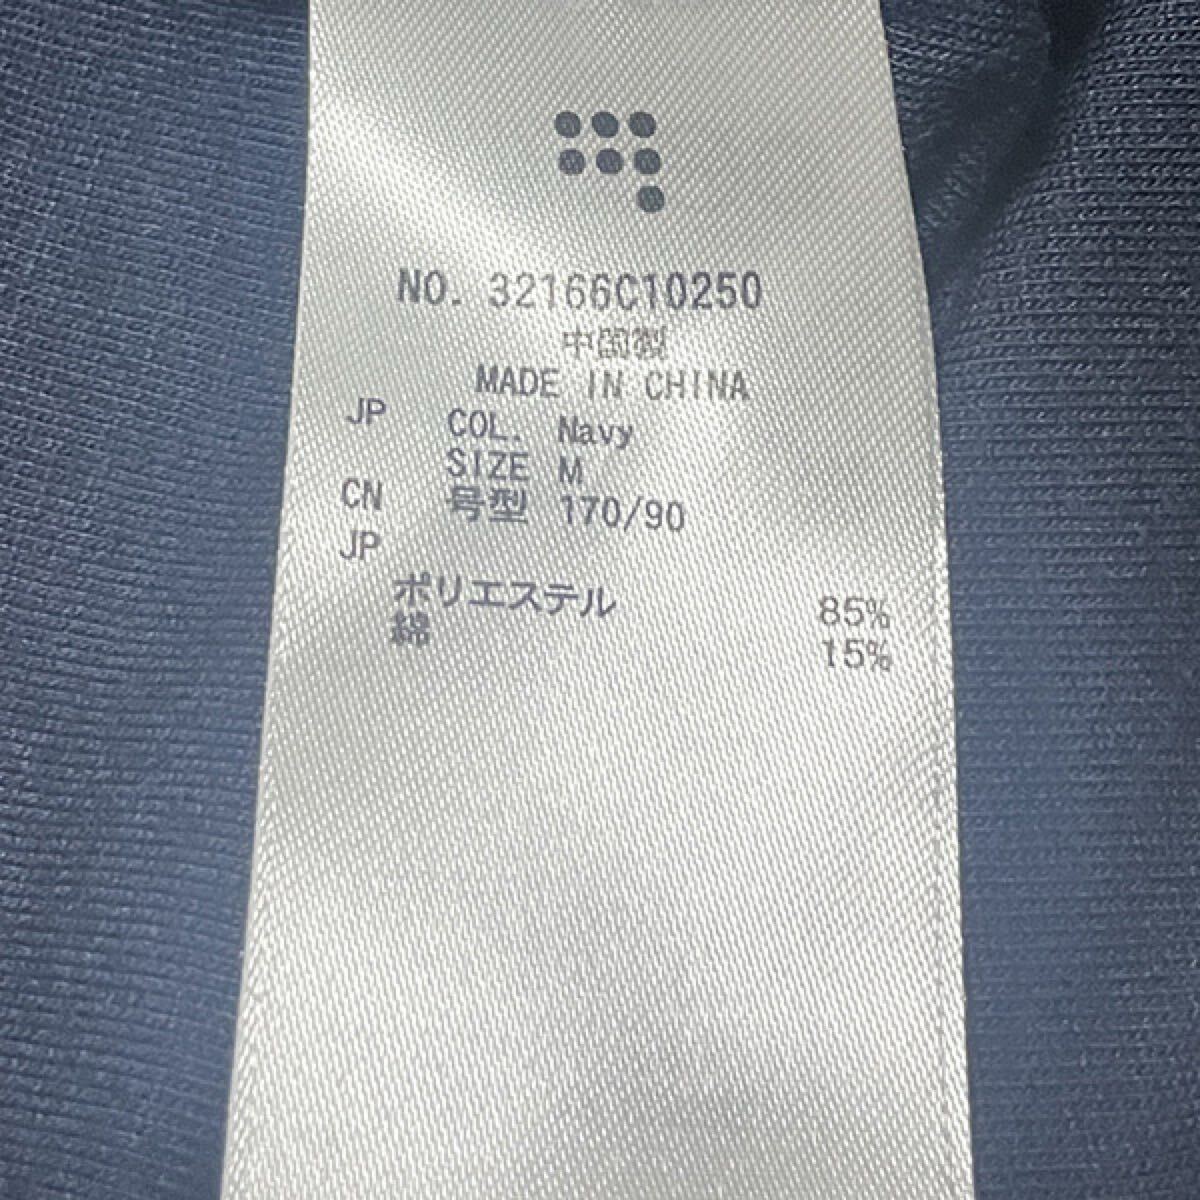 NO. 32166C10250
中国製
MADE IN CHINA
JP COL. Navy
SIZE M
CN 号型 170/90
JP
ポリエステル 85%
綿 15%